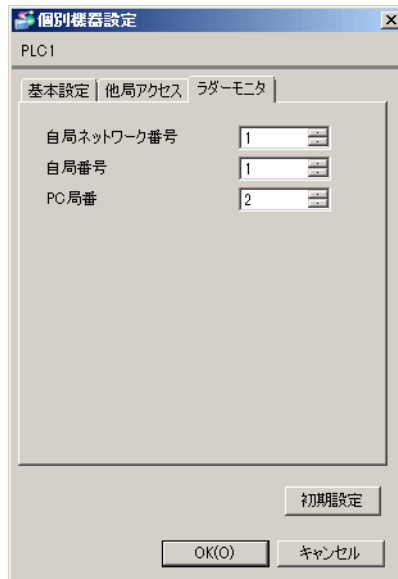 個別機器設定
PLC1
基本設定 他局アクセス ラダーモニタ
自局ネットワーク番号 1
自局番号 1
PC局番 2
初期設定
OK(O) キャンセル